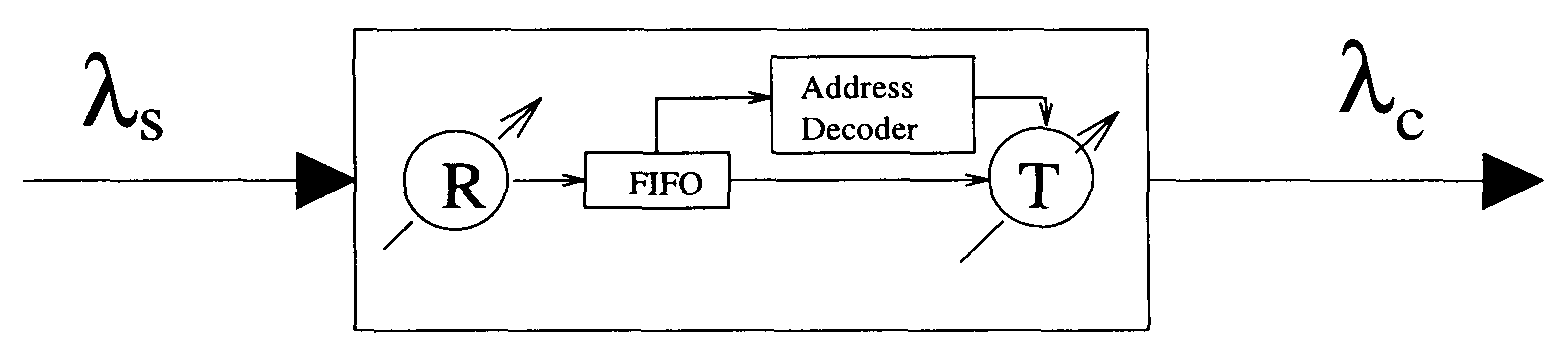 λs
Address
Decoder
λc
R
FIFO
T